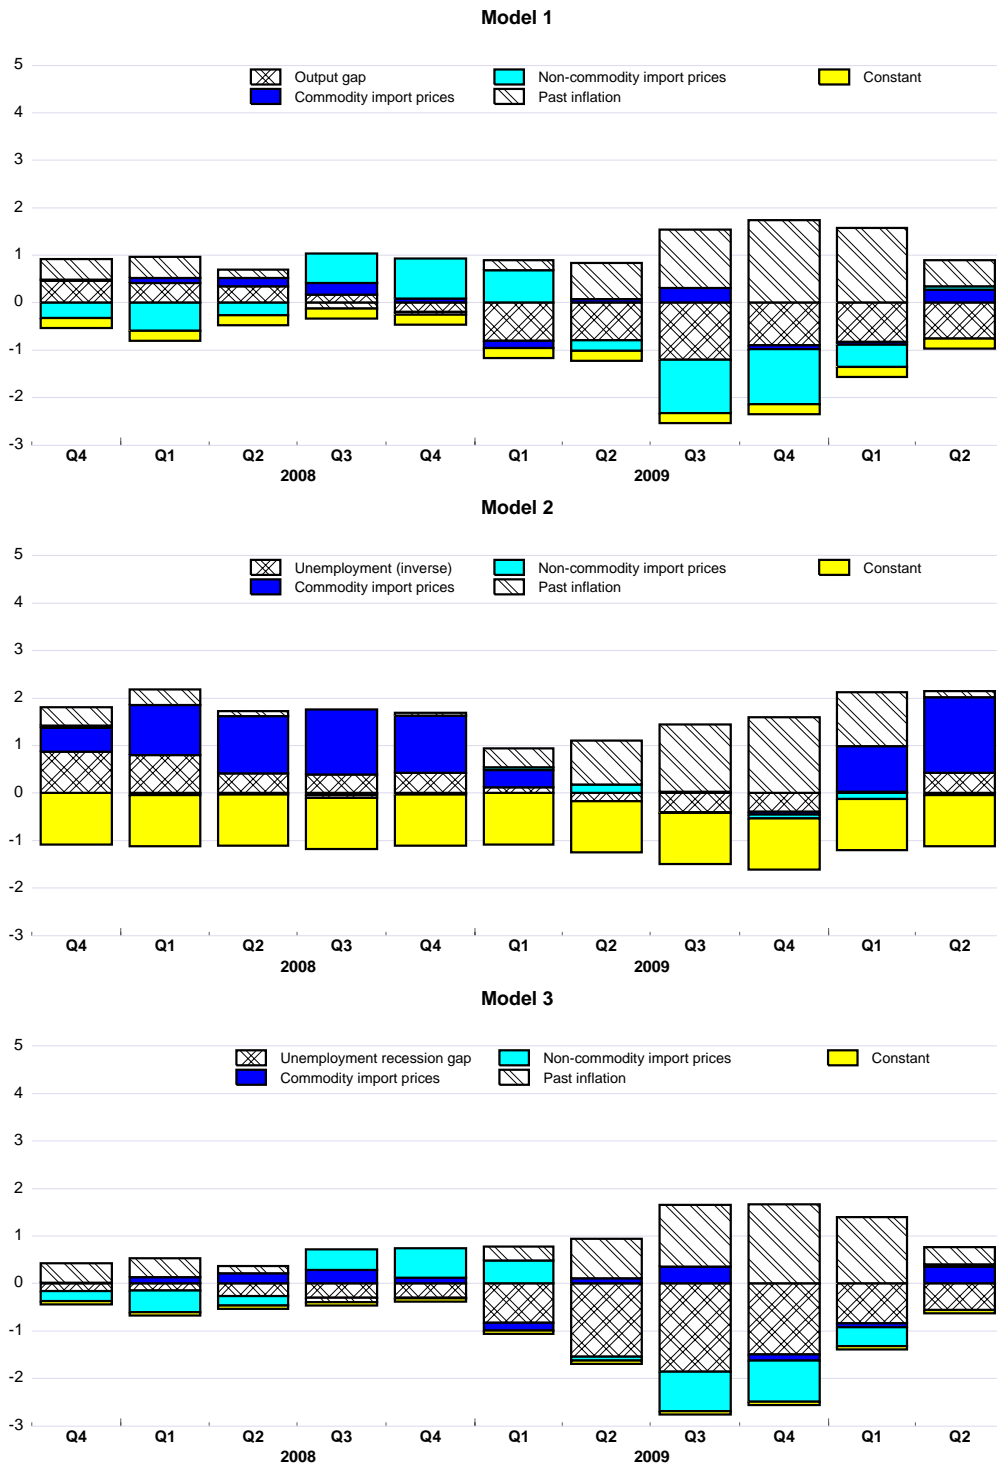 Model 1
5
Output gap Non-commodity import prices Constant
Commodity import prices Past inflation
4
3
2
1
0
-1
-2
-3
Q4 Q1 Q2 Q3 Q4 Q1 Q2 Q3 Q4 Q1 Q2
2008 2009
Model 2
5
Unemployment (inverse) Non-commodity import prices Constant
Commodity import prices Past inflation
4
3
2
1
0
-1
-2
-3
Q4 Q1 Q2 Q3 Q4 Q1 Q2 Q3 Q4 Q1 Q2
2008 2009
Model 3
5
Unemployment recession gap Non-commodity import prices Constant
Commodity import prices Past inflation
4
3
2
1
0
-1
-2
-3
Q4 Q1 Q2 Q3 Q4 Q1 Q2 Q3 Q4 Q1 Q2
2008 2009